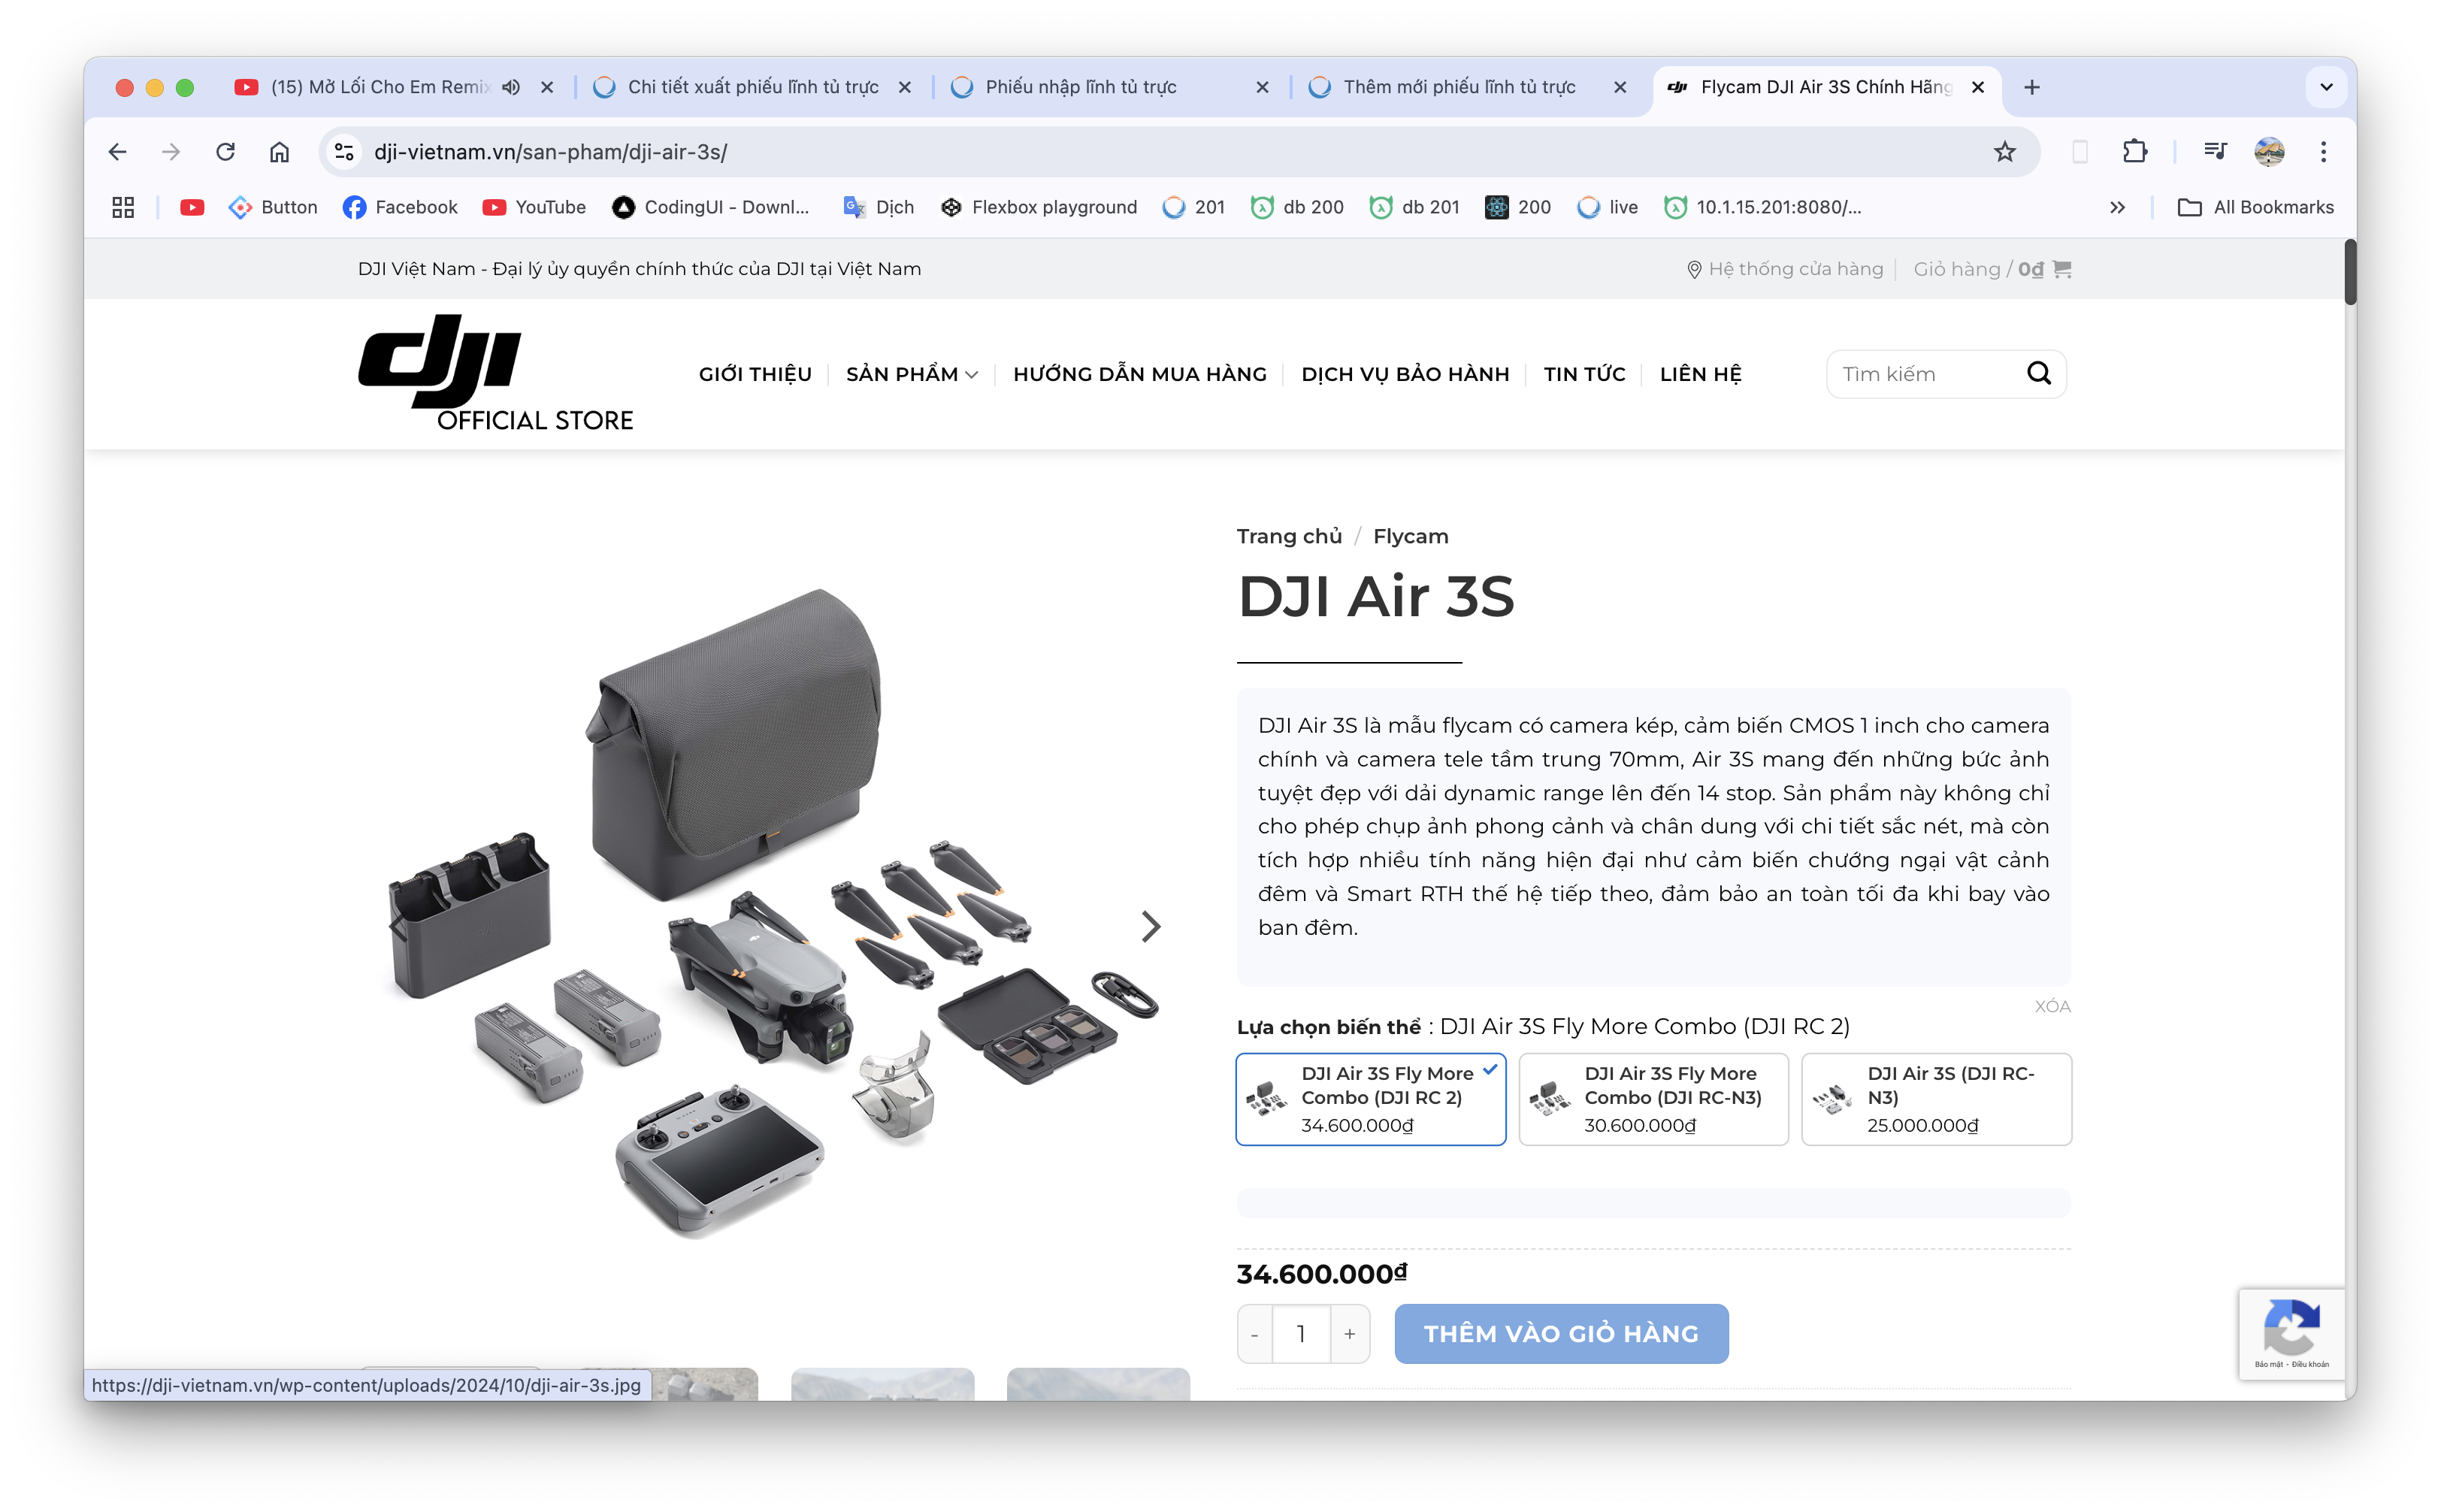 (15) Mở Lối Cho Em Remix
Chi tiết xuất phiếu lĩnh tủ trực
Phiếu nhập lĩnh tủ trực
Thêm mới phiếu lĩnh tủ trực
Flycam DJI Air 3S Chính Hãng
dji-vietnam.vn/san-pham/dji-air-3s/
Button
Facebook
YouTube
CodingUI - Downl...
Dịch
Flexbox playground
201
db 200
db 201
200
live
10.1.15.201:8080/...
All Bookmarks
DJI Việt Nam - Đại lý ủy quyền chính thức của DJI tại Việt Nam
Hệ thống cửa hàng
Giỏ hàng / 0₫
dji
OFFICIAL STORE
GIỚI THIỆU
SẢN PHẨM
HƯỚNG DẪN MUA HÀNG
DỊCH VỤ BẢO HÀNH
TIN TỨC
LIÊN HỆ
Tìm kiếm
Trang chủ / Flycam
DJI Air 3S
DJI Air 3S là mẫu flycam có camera kép, cảm biến CMOS 1 inch cho camera
chính và camera tele tầm trung 70mm, Air 3S mang đến những bức ảnh
tuyệt đẹp với dải dynamic range lên đến 14 stop. Sản phẩm này không chỉ
cho phép chụp ảnh phong cảnh và chân dung với chi tiết sắc nét, mà còn
tích hợp nhiều tính năng hiện đại như cảm biến chướng ngại vật cảnh
đêm và Smart RTH thế hệ tiếp theo, đảm bảo an toàn tối đa khi bay vào
ban đêm.
XÓA
Lựa chọn biến thể : DJI Air 3S Fly More Combo (DJI RC 2)
DJI Air 3S Fly More
Combo (DJI RC 2)
34.600.000₫
DJI Air 3S Fly More
Combo (DJI RC-N3)
30.600.000₫
DJI Air 3S (DJI RC-
N3)
25.000.000₫
34.600.000₫
- 1 +
THÊM VÀO GIỎ HÀNG
Bảo mật - Điều khoản
https://dji-vietnam.vn/wp-content/uploads/2024/10/dji-air-3s.jpg